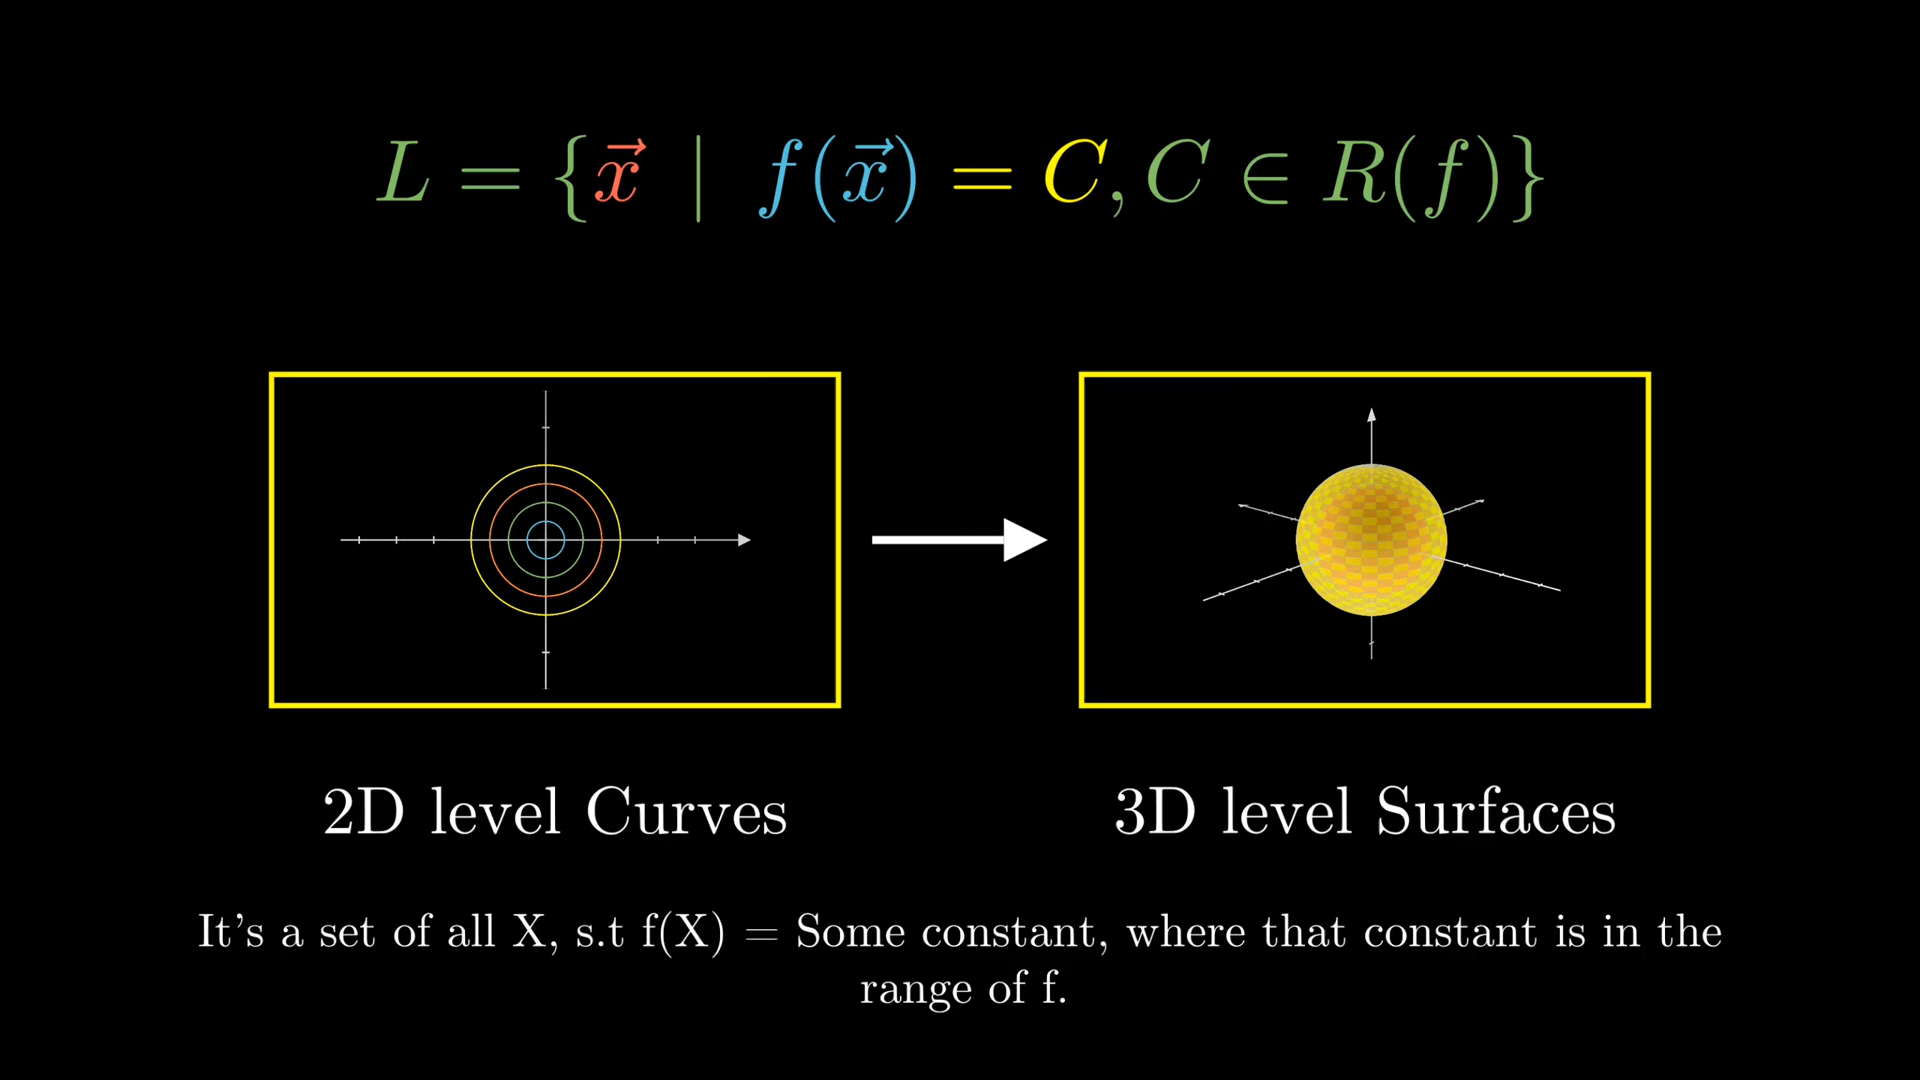 L = {x⃗ | f(x⃗) = C, C ∈ R(f)}
2D level Curves
3D level Surfaces
It's a set of all X, s.t f(X) = Some constant, where that constant is in the
range of f.